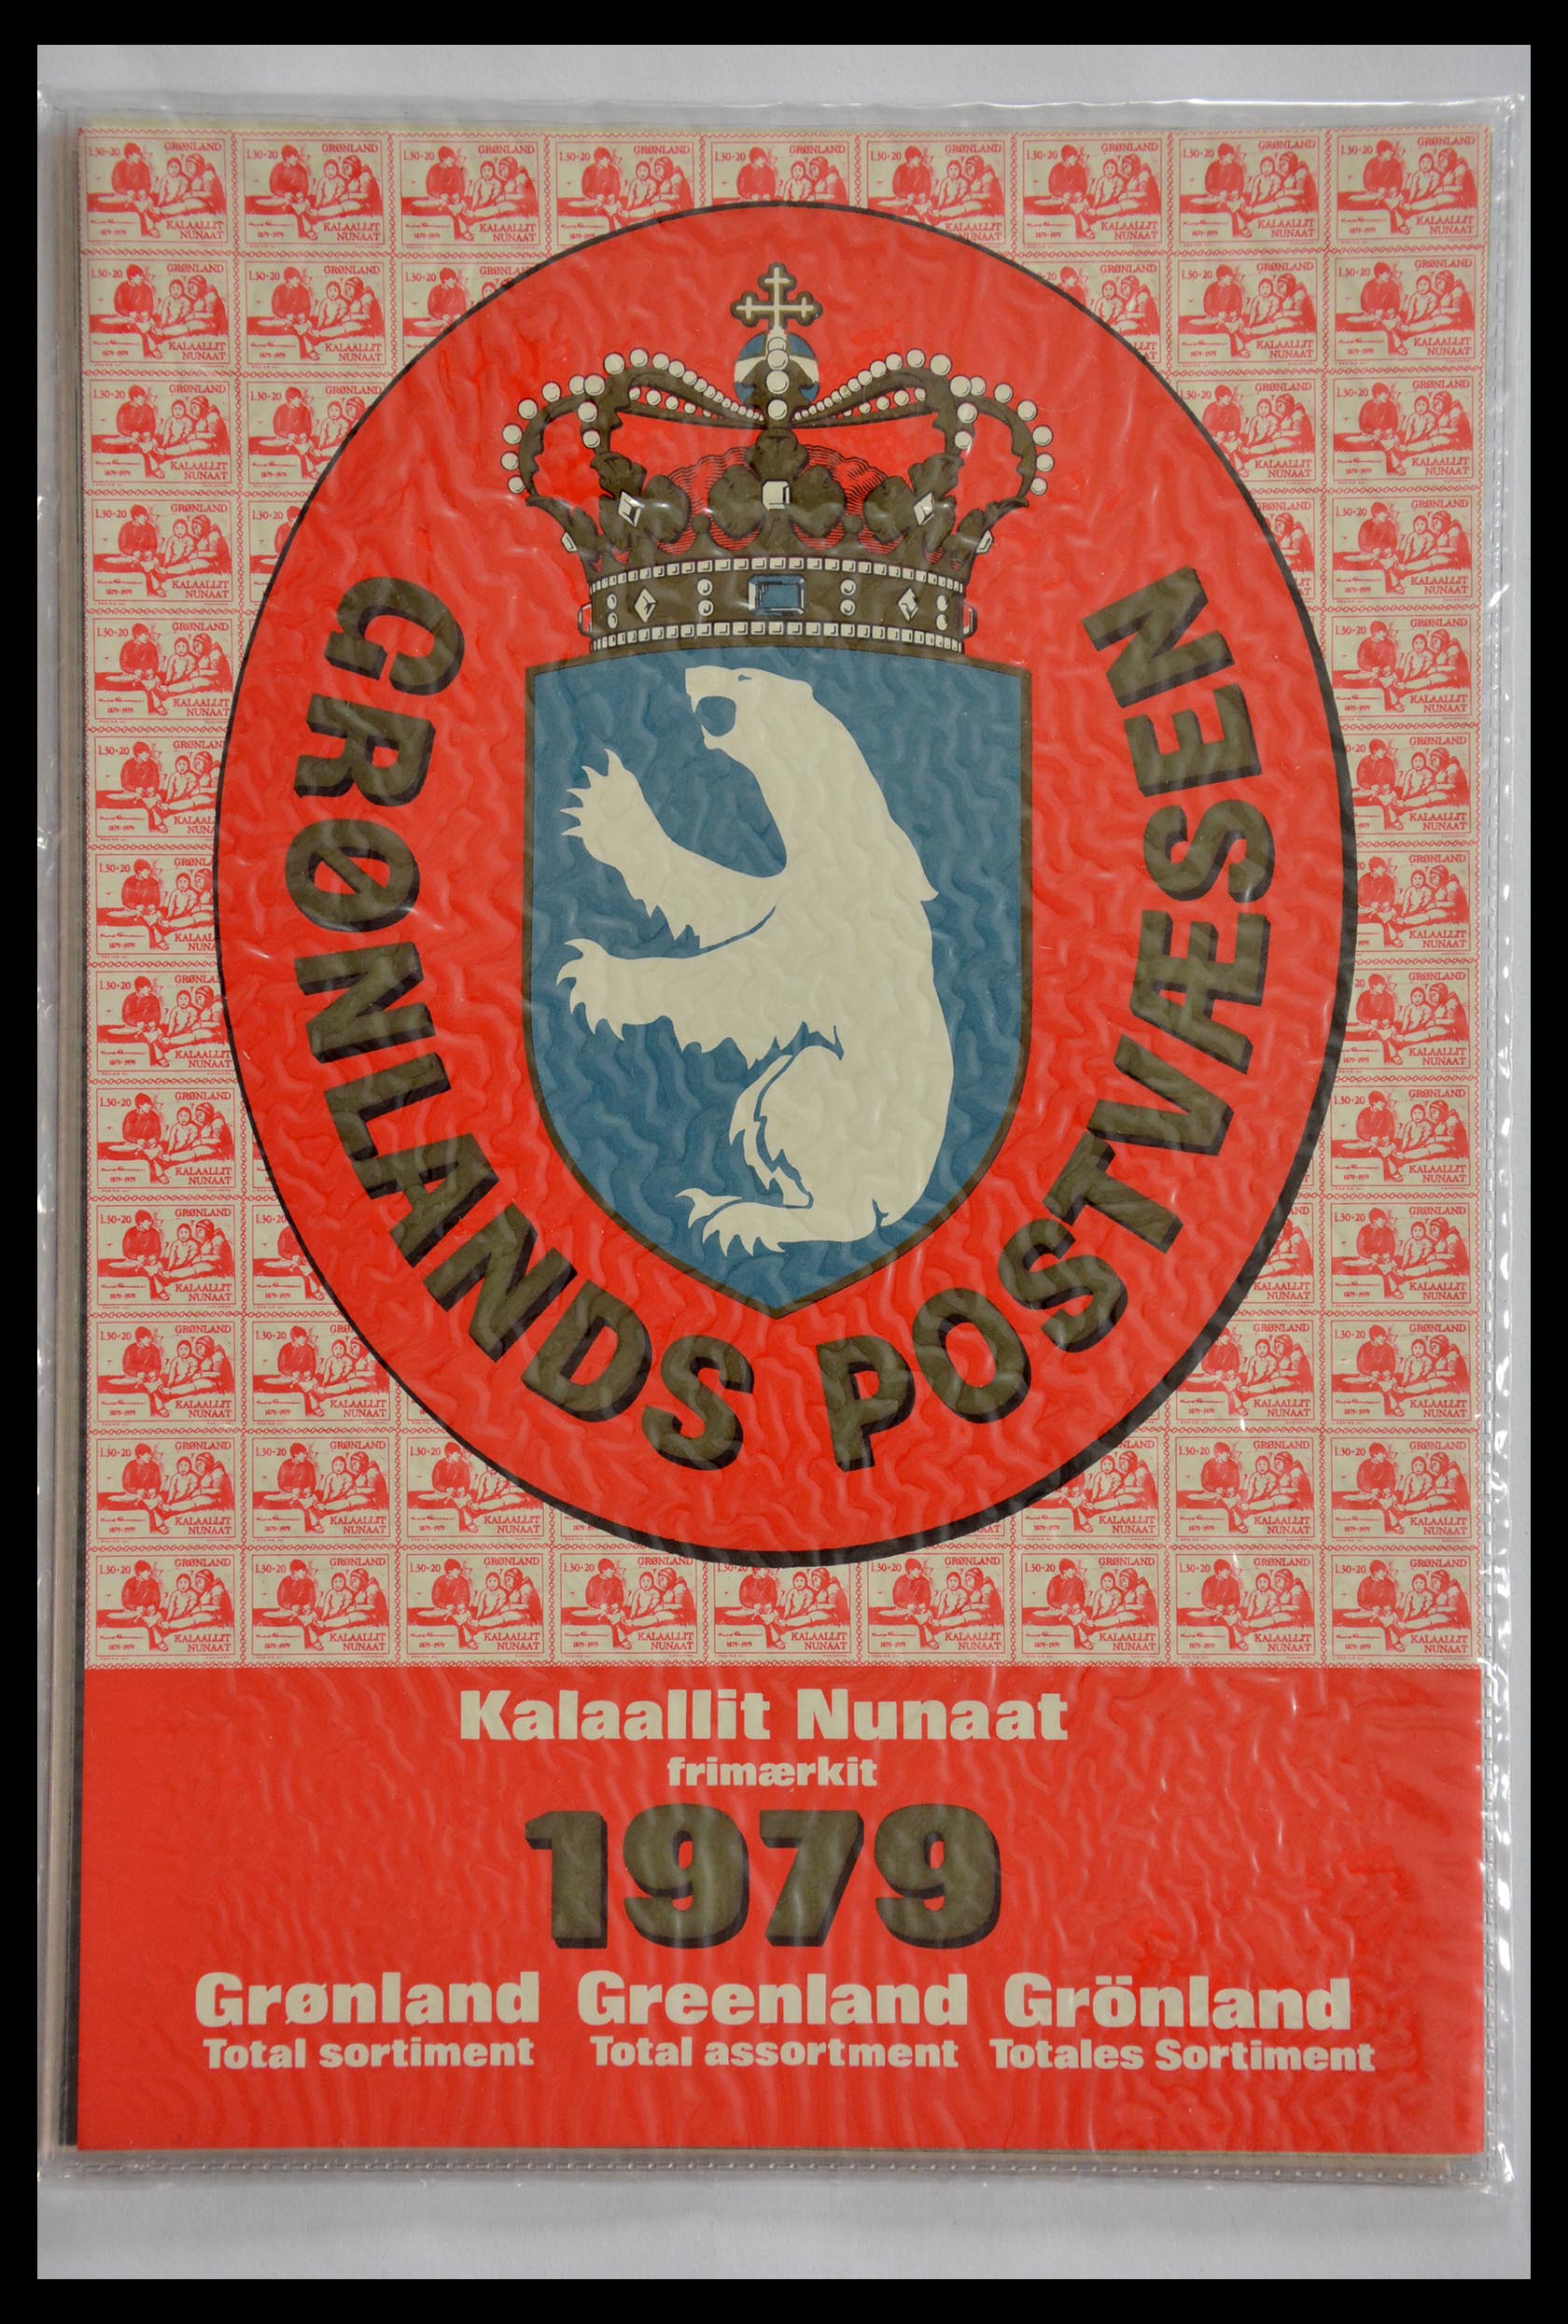 1.30+20 GRØNLAND
KALAALLIT
NUNAAT
1879-1979
GRØNLANDS POSTVÆSEN
Kalaallit Nunaat
frimærkit
1979
Grønland Greenland Grönland
Total sortiment Total assortment Totales Sortiment